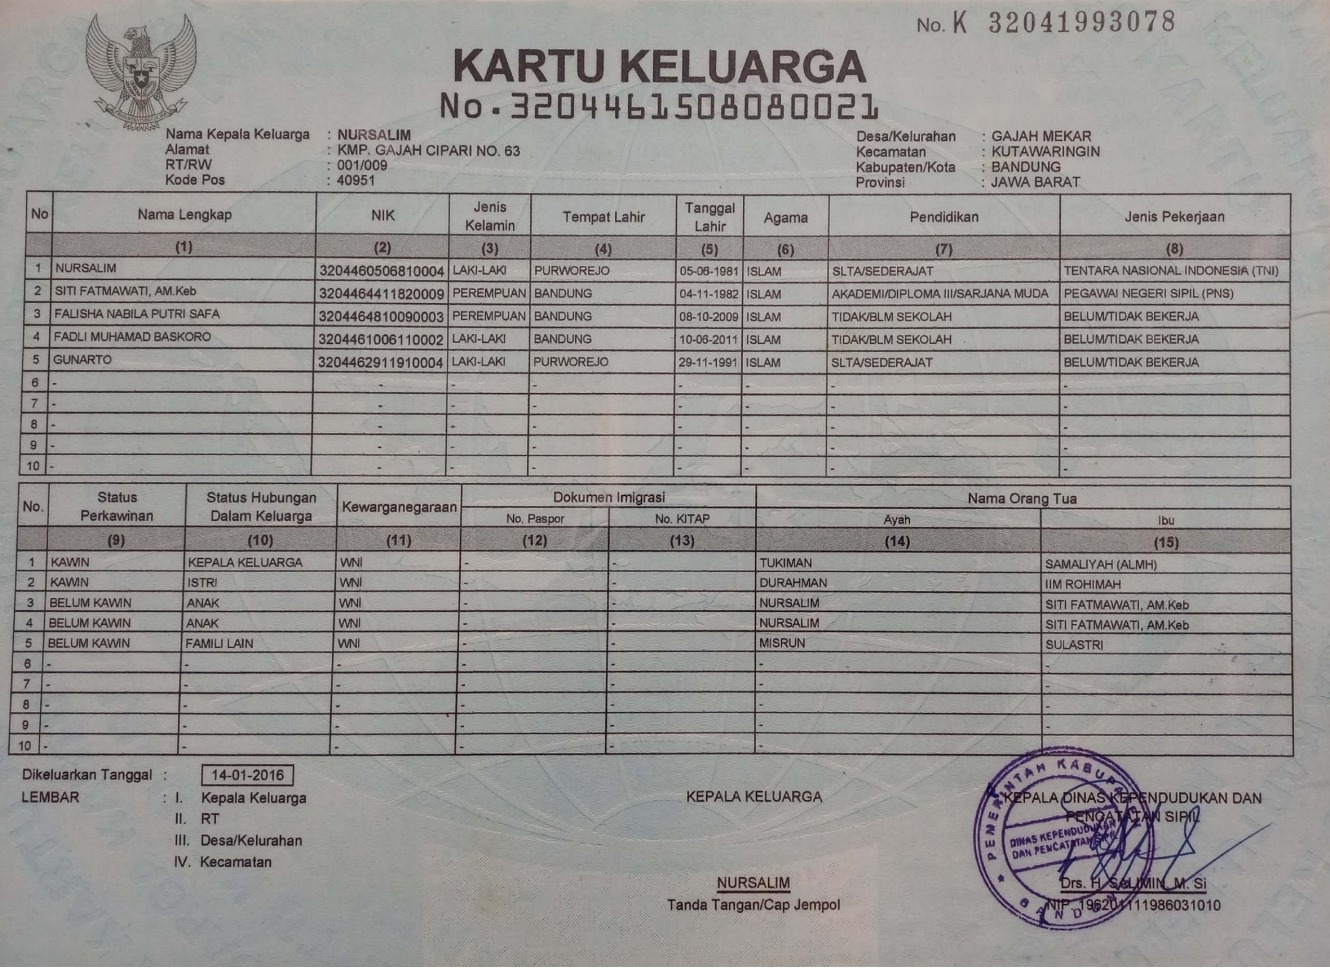 No. K 32041993078
KARTU KELUARGA
No. 3204461508080021
Nama Kepala Keluarga : NURSALIM
Alamat : KMP. GAJAH CIPARI NO. 63
RT/RW : 001/009
Kode Pos : 40951
Desa/Kelurahan : GAJAH MEKAR
Kecamatan : KUTAWARINGIN
Kabupaten/Kota : BANDUNG
Provinsi : JAWA BARAT
No Nama Lengkap NIK Jenis Kelamin Tempat Lahir Tanggal Lahir Agama Pendidikan Jenis Pekerjaan
(1) (2) (3) (4) (5) (6) (7) (8)
1 NURSALIM 3204460506810004 LAKI-LAKI PURWOREJO 05-06-1981 ISLAM SLTA/SEDERAJAT TENTARA NASIONAL INDONESIA (TNI)
2 SITI FATMAWATI, AM.Keb 3204464411820009 PEREMPUAN BANDUNG 04-11-1982 ISLAM AKADEMI/DIPLOMA III/SARJANA MUDA PEGAWAI NEGERI SIPIL (PNS)
3 FALISHA NABILA PUTRI SAFA 3204464810090003 PEREMPUAN BANDUNG 08-10-2009 ISLAM TIDAK/BLM SEKOLAH BELUM/TIDAK BEKERJA
4 FADLI MUHAMAD BASKORO 3204461006110002 LAKI-LAKI BANDUNG 10-06-2011 ISLAM TIDAK/BLM SEKOLAH BELUM/TIDAK BEKERJA
5 GUNARTO 3204462911910004 LAKI-LAKI PURWOREJO 29-11-1991 ISLAM SLTA/SEDERAJAT BELUM/TIDAK BEKERJA
6 - - - - - - - -
7 - - - - - - - -
8 - - - - - - - -
9 - - - - - - - -
10 - - - - - - - -
No. Status Perkawinan Status Hubungan Dalam Keluarga Kewarganegaraan Dokumen Imigrasi Nama Orang Tua
No. Paspor No. KITAP Ayah Ibu
(9) (10) (11) (12) (13) (14) (15)
1 KAWIN KEPALA KELUARGA WNI - - TUKIMAN SAMALIYAH (ALMH)
2 KAWIN ISTRI WNI - - DURAHMAN IIM ROHIMAH
3 BELUM KAWIN ANAK WNI - - NURSALIM SITI FATMAWATI, AM.Keb
4 BELUM KAWIN ANAK WNI - - NURSALIM SITI FATMAWATI, AM.Keb
5 BELUM KAWIN FAMILI LAIN WNI - - MISRUN SULASTRI
6 - - - - - - -
7 - - - - - - -
8 - - - - - - -
9 - - - - - - -
10 - - - - - - -
Dikeluarkan Tanggal : 14-01-2016
LEMBAR : I. Kepala Keluarga
II. RT
III. Desa/Kelurahan
IV. Kecamatan
KEPALA KELUARGA
NURSALIM
Tanda Tangan/Cap Jempol
KEPALA DINAS KEPENDUDUKAN DAN
PENCATATAN SIPIL
PEMERINTAH KABUPATEN
DINAS KEPENDUDUKAN
DAN PENCATATAN SIPIL
BANDUNG
Drs. H. SALIMIN, M. Si
NIP. 196201111986031010